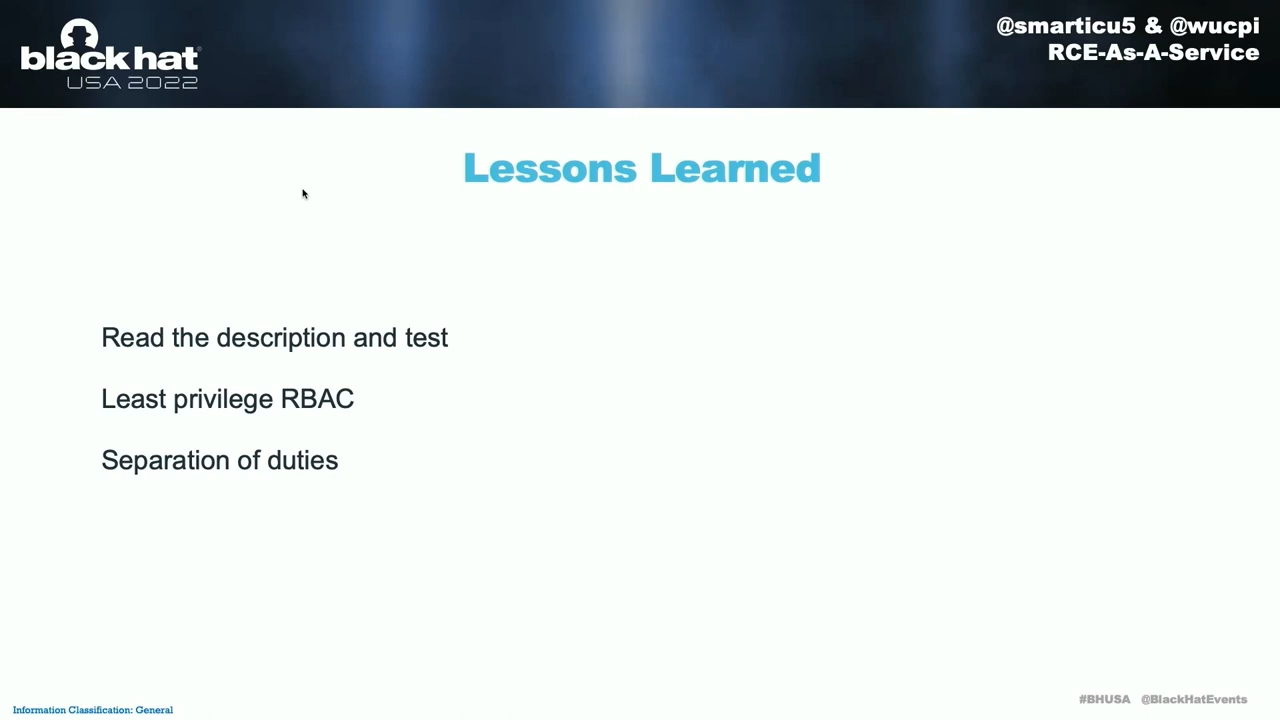 black hat
USA 2022
@smarticu5 & @wucpi
RCE-As-A-Service
Lessons Learned
Read the description and test
Least privilege RBAC
Separation of duties
Information Classification: General
#BHUSA @BlackHatEvents